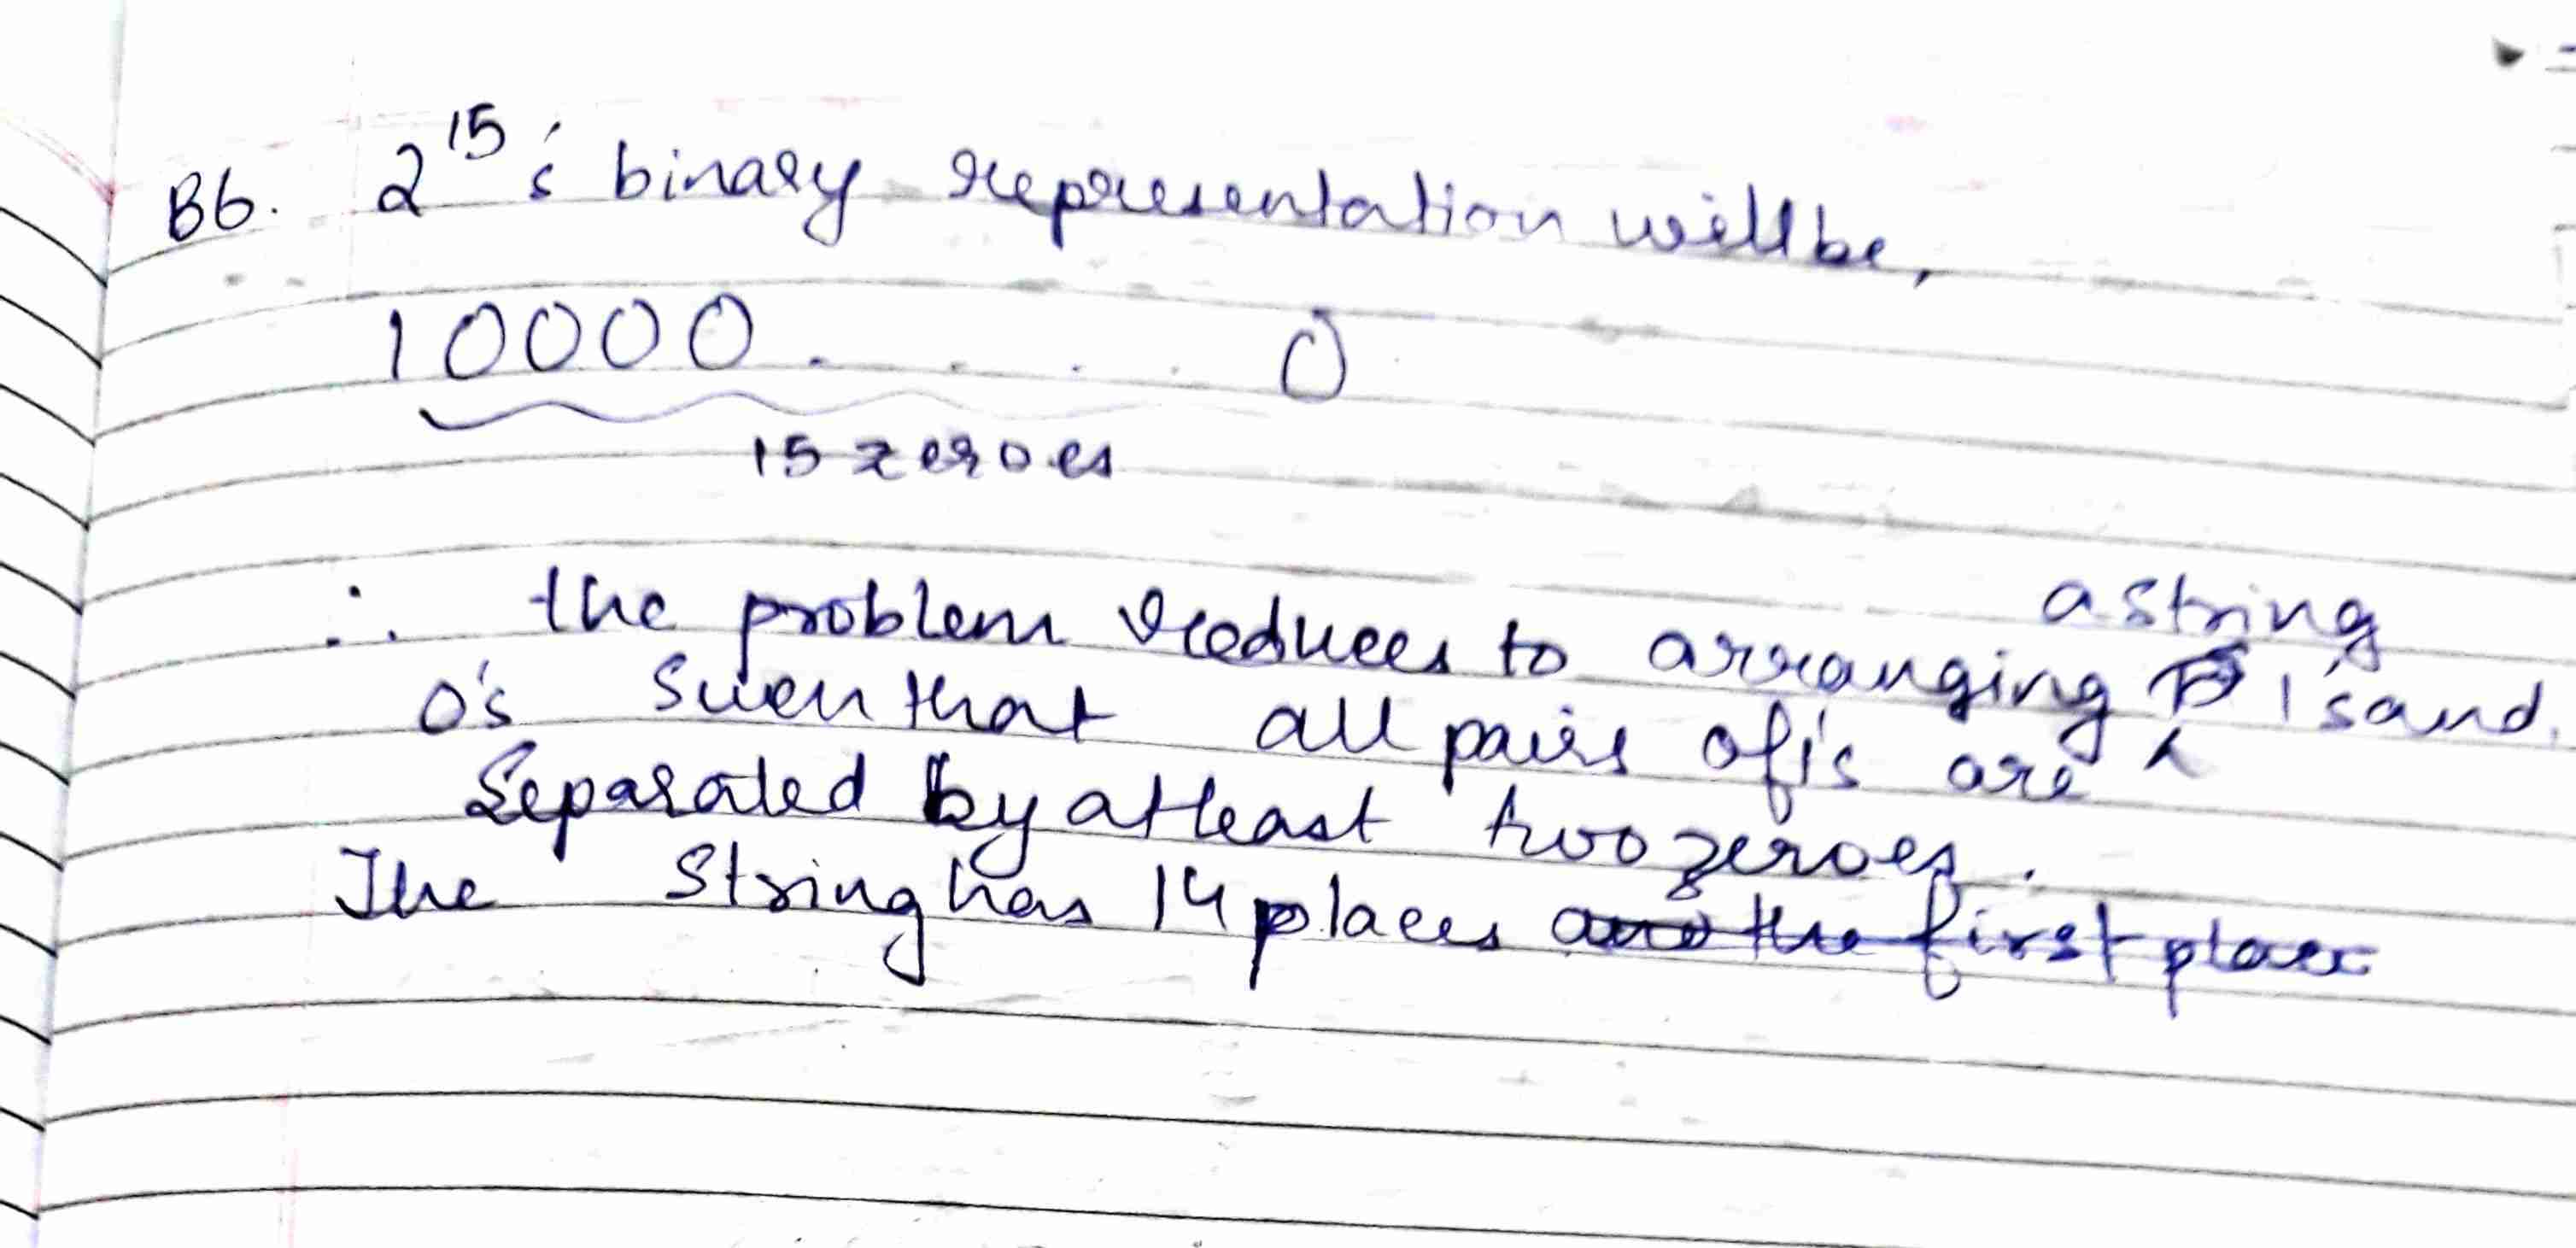 B6. 2^15's binary representation will be,
10000 . . . . 0
15 zeroes
∴ the problem reduces to arranging a string 1's and
0's such that all pairs of 1's are
Separated by atleast two zeroes.
The string has 14 places and the first place